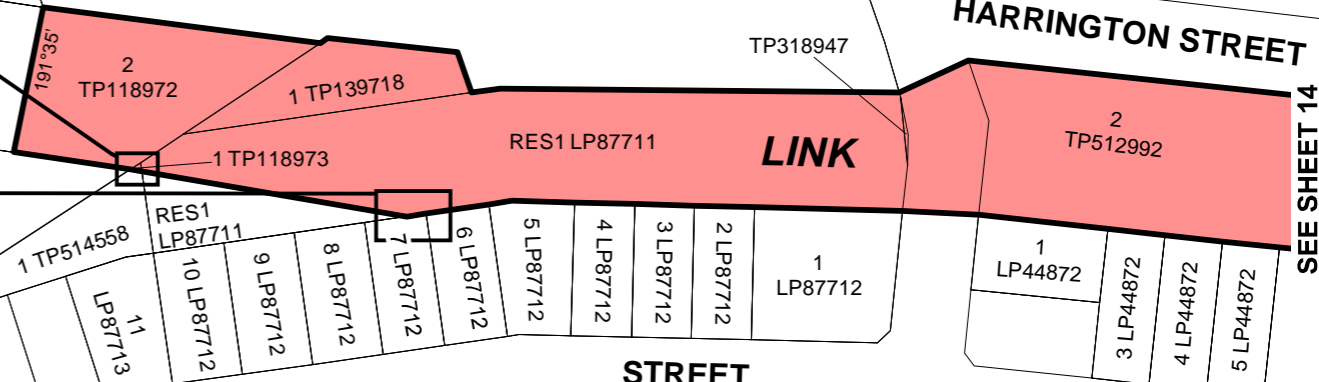 HARRINGTON STREET
TP318947
191°35'
2
TP118972
1 TP139718
2
TP512992
SEE SHEET 14
RES1 LP87711
LINK
1 TP118973
RES1
LP87711
1 TP514558
11
LP87713
10 LP87712
9 LP87712
8 LP87712
7 LP87712
6 LP87712
5 LP87712
4 LP87712
3 LP87712
2 LP87712
1
LP87712
1
LP44872
3 LP44872
4 LP44872
5 LP44872
STREET